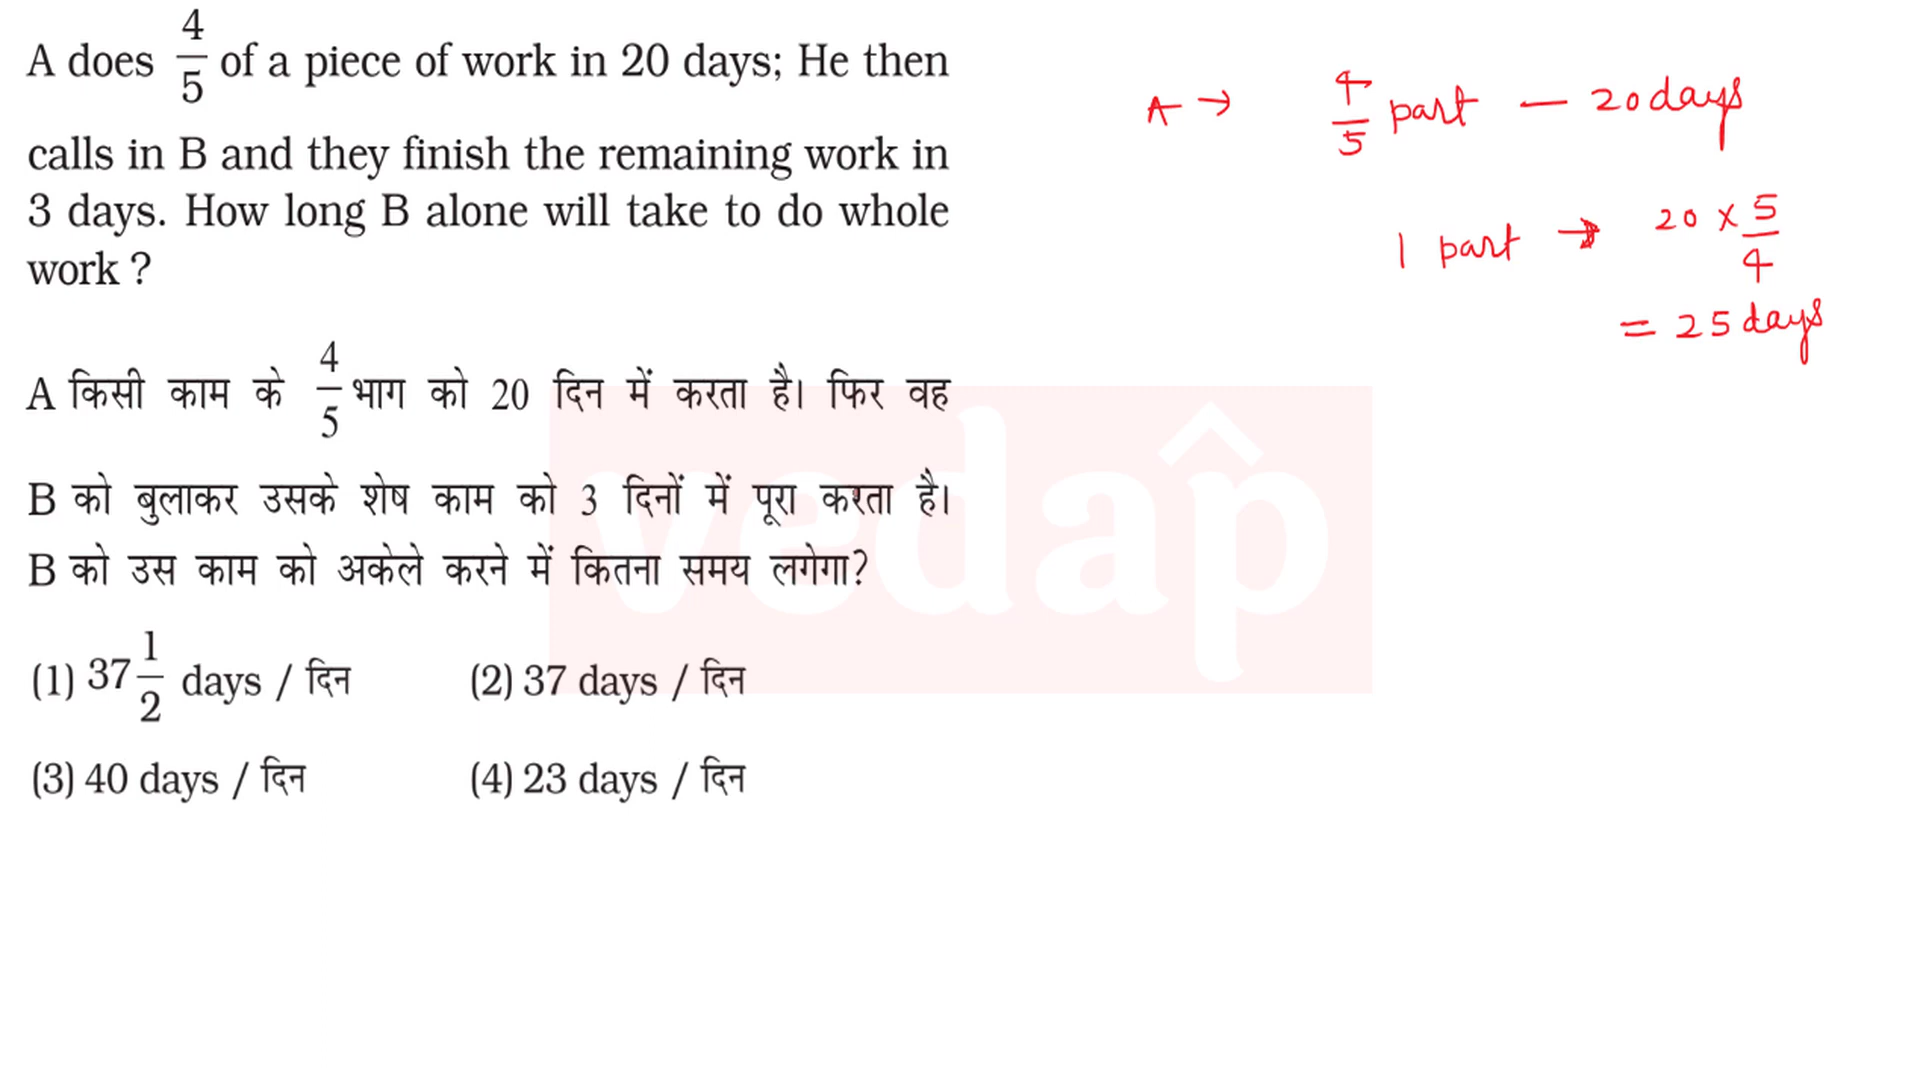 A does 4/5 of a piece of work in 20 days; He then
calls in B and they finish the remaining work in
3 days. How long B alone will take to do whole
work ?
A किसी काम के 4/5 भाग को 20 दिन में करता है। फिर वह
B को बुलाकर उसके शेष काम को 3 दिनों में पूरा करता है।
B को उस काम को अकेले करने में कितना समय लगेगा?
(1) 37 1/2 days / दिन (2) 37 days / दिन
(3) 40 days / दिन (4) 23 days / दिन
A → 4/5 part — 20 days
1 part → 20 × 5/4
= 25 days
vedap